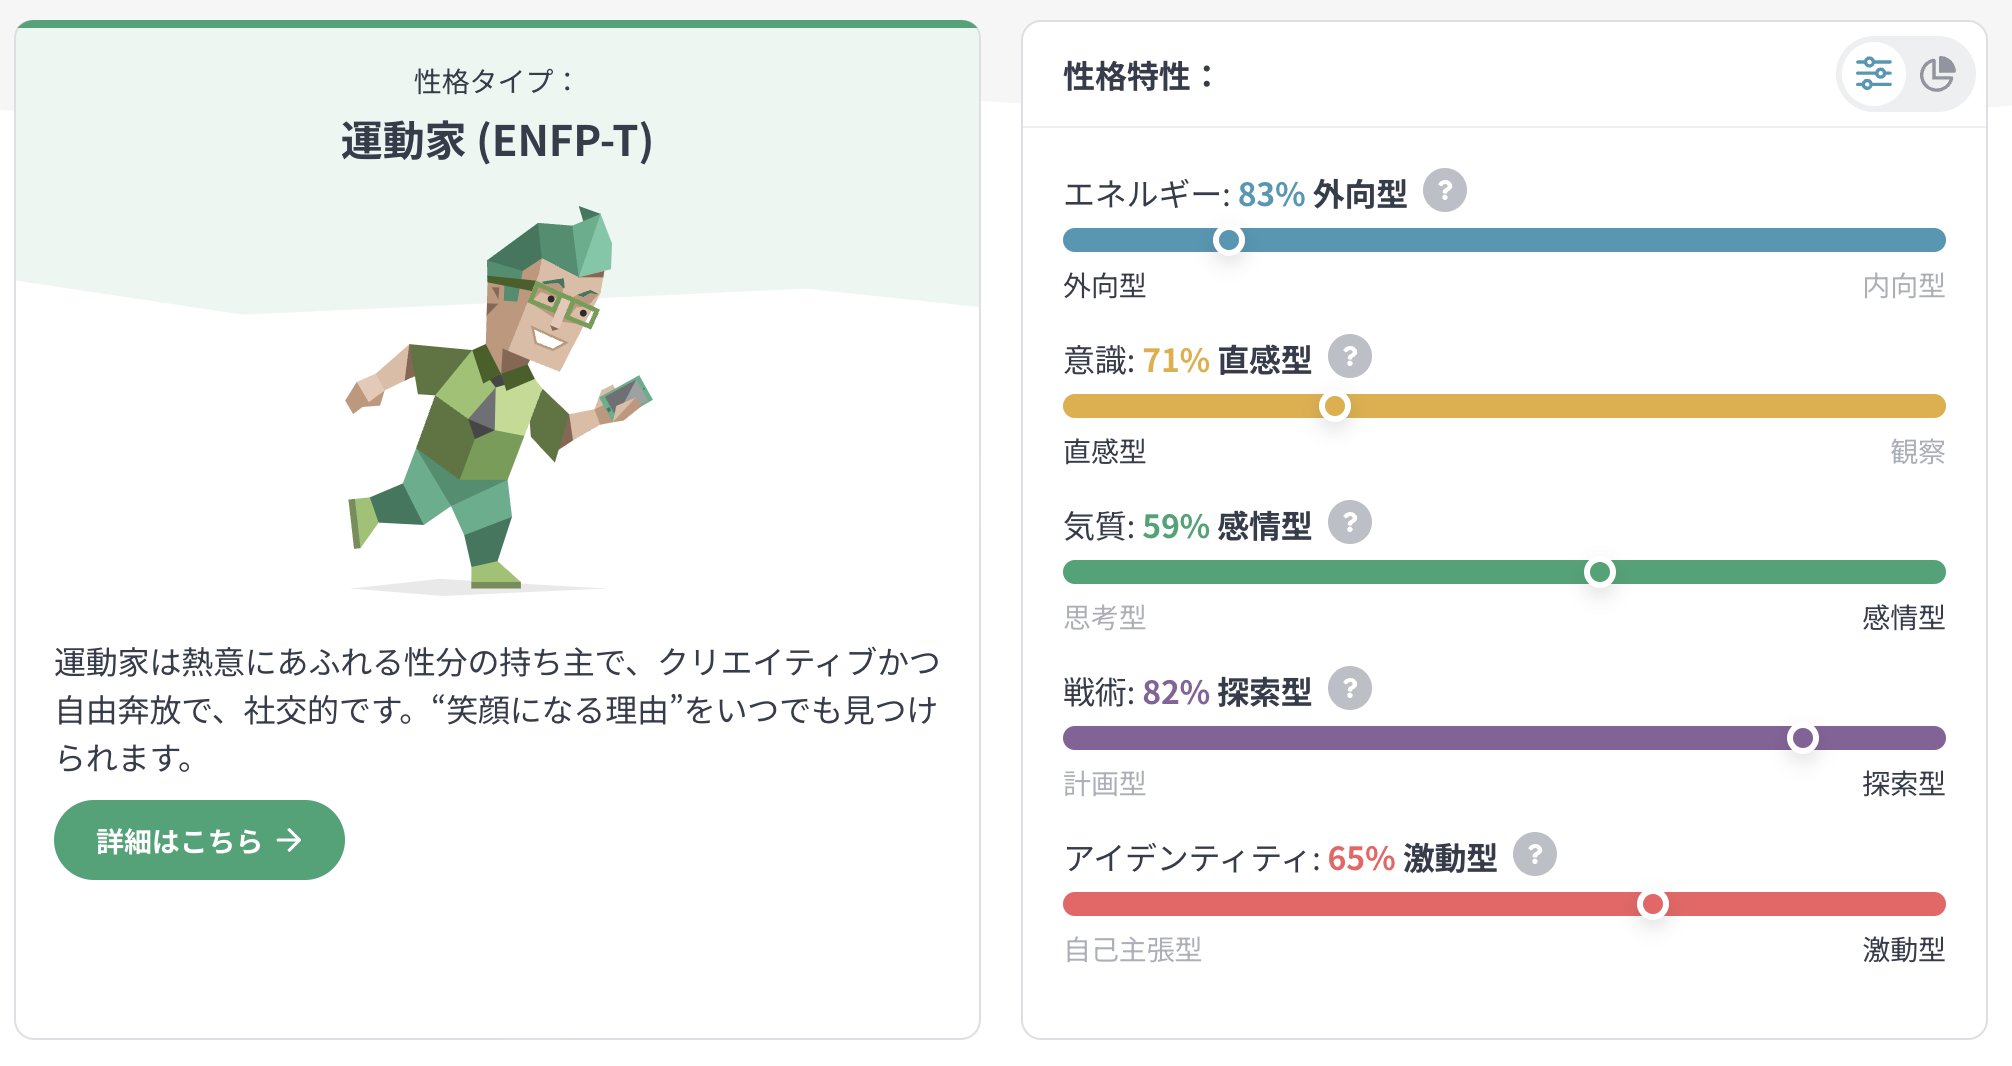 性格タイプ：
運動家 (ENFP-T)
運動家は熱意にあふれる性分の持ち主で、クリエイティブかつ
自由奔放で、社交的です。“笑顔になる理由”をいつでも見つけ
られます。
詳細はこちら →
性格特性：
エネルギー: 83% 外向型 ?
外向型 内向型
意識: 71% 直感型 ?
直感型 観察
気質: 59% 感情型 ?
思考型 感情型
戦術: 82% 探索型 ?
計画型 探索型
アイデンティティ: 65% 激動型 ?
自己主張型 激動型